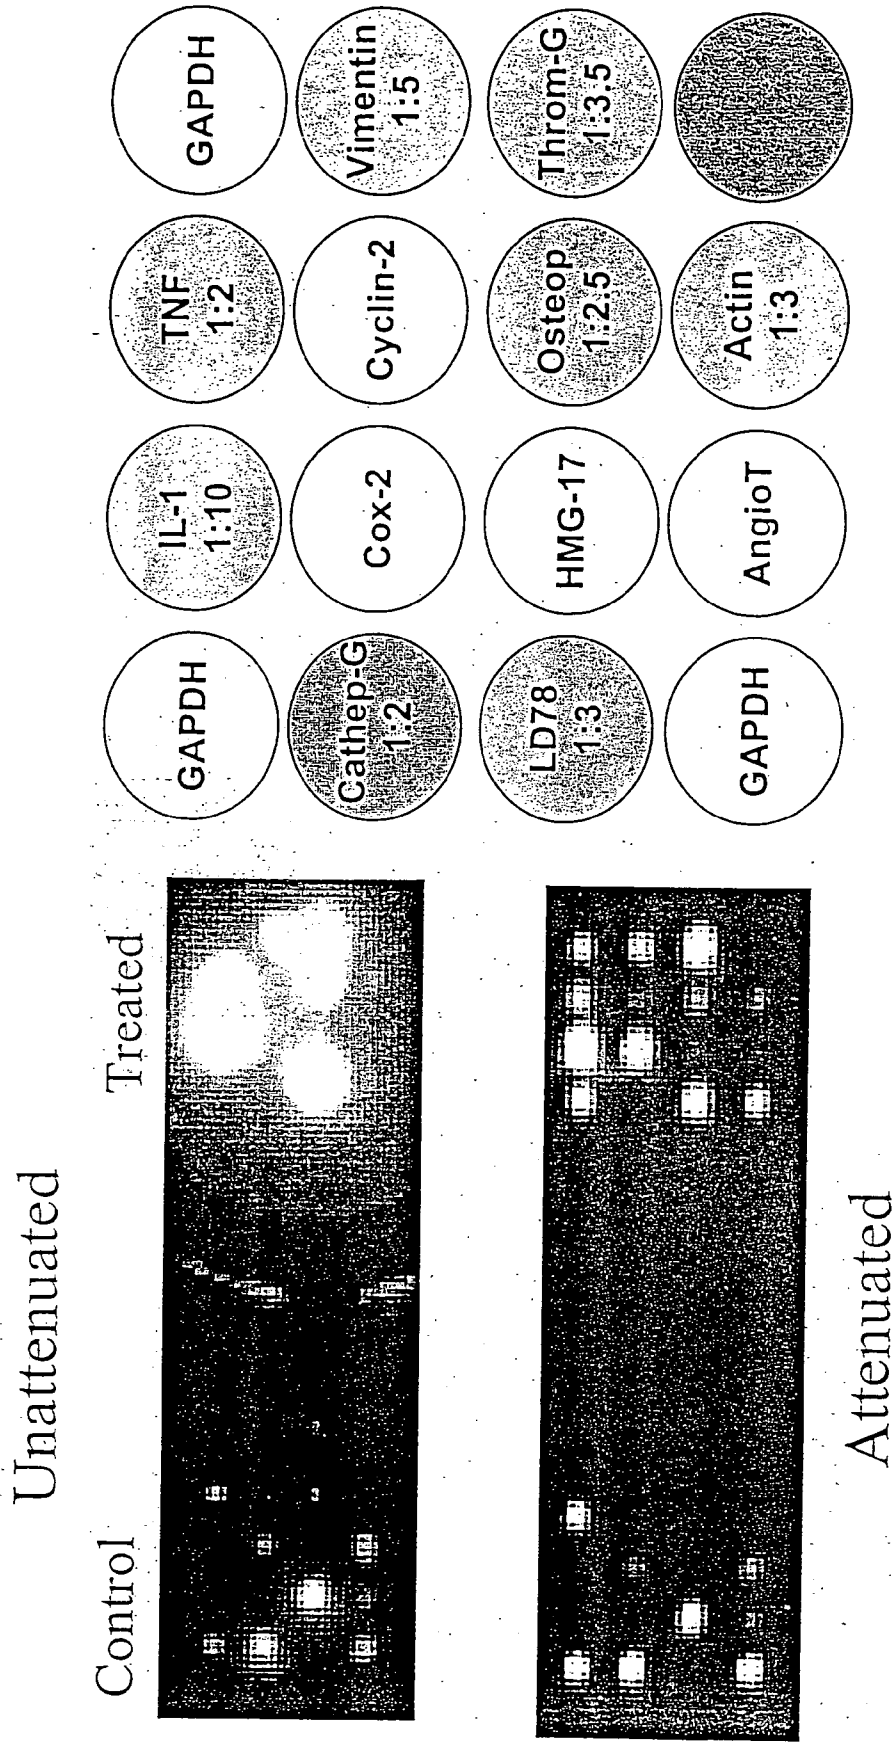 Unattenuated
Control
Treated
Attenuated
GAPDH
IL-1
1:10
TNF
1:2
GAPDH
Cathep-G
1:2
Cox-2
Cyclin-2
Vimentin
1:5
LD78
1:3
HMG-17
Osteop
1:2.5
Throm-G
1:3.5
GAPDH
AngioT
Actin
1:3